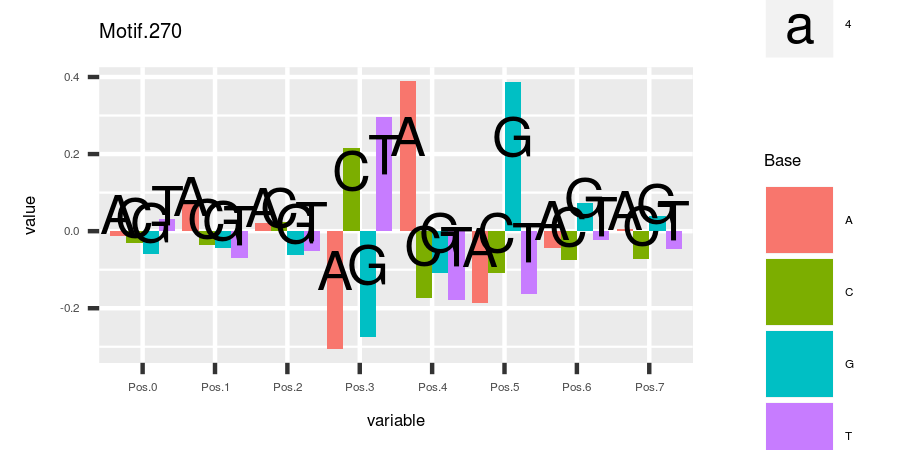 Motif.270
a 4
0.4
0.2
0.0
-0.2
value
A C G T A C G T A C G T A C G T A C G T A C G T A C G T A C G T
Pos.0 Pos.1 Pos.2 Pos.3 Pos.4 Pos.5 Pos.6 Pos.7
variable
Base
A
C
G
T